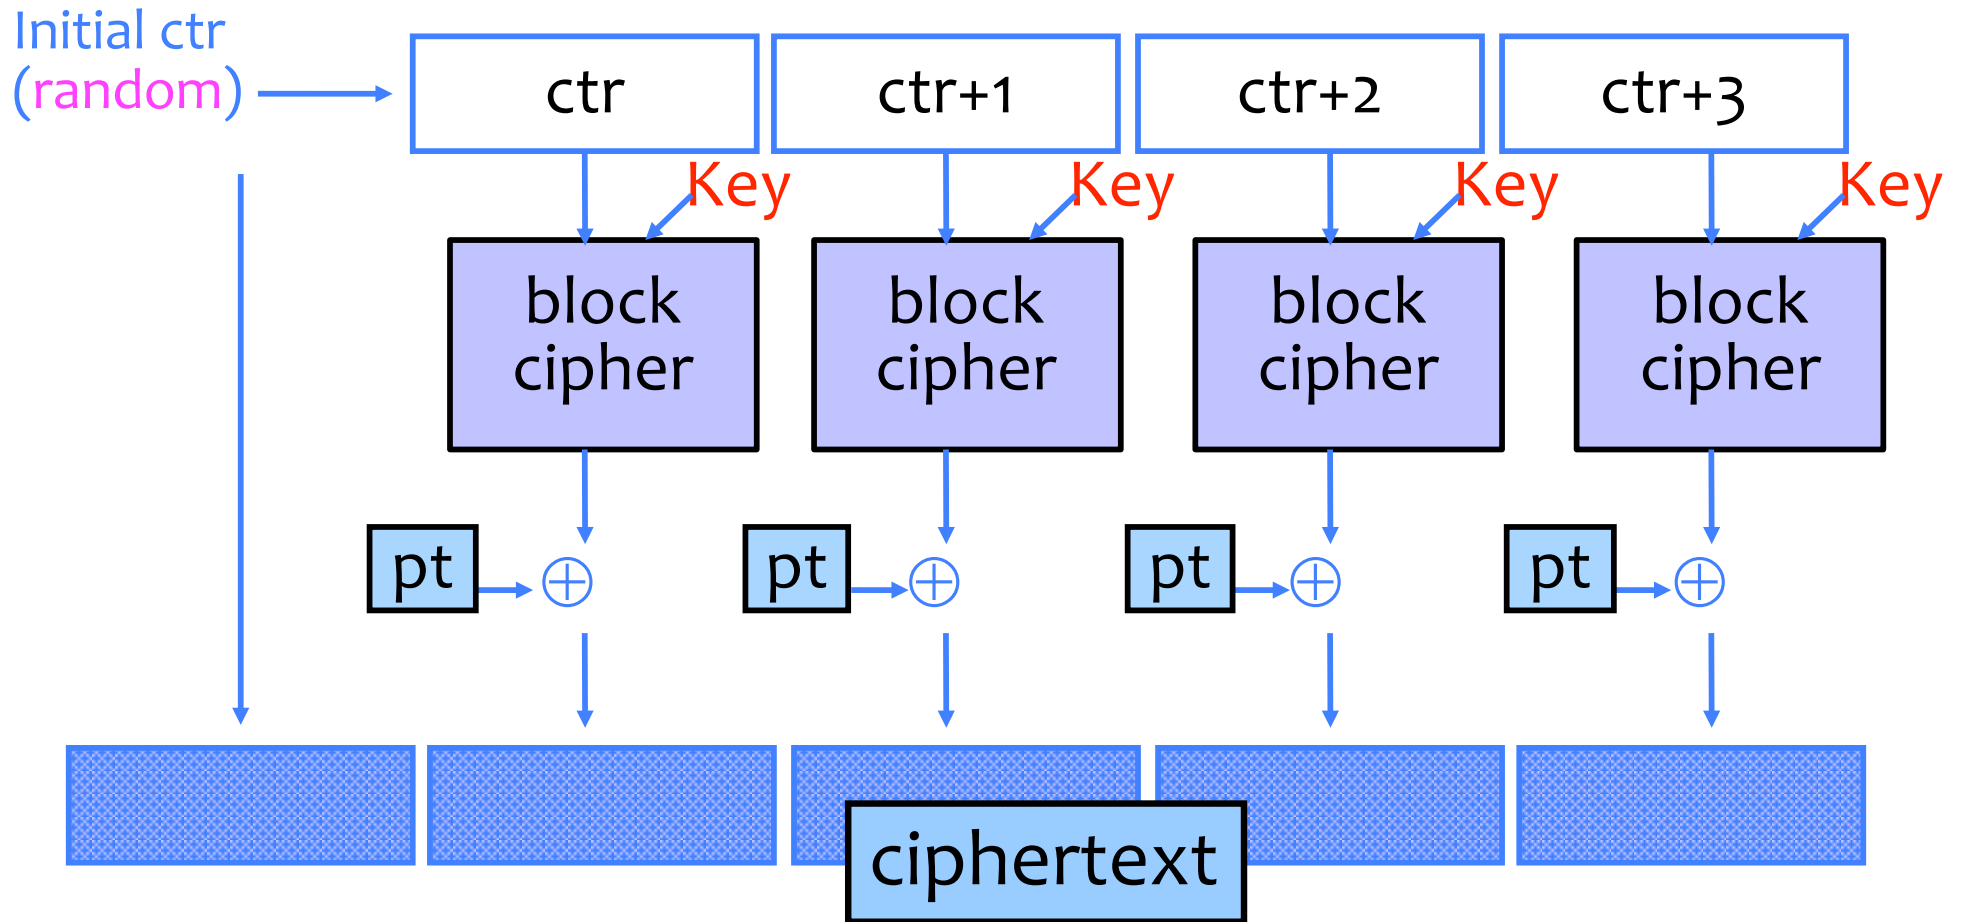 Initial ctr
(random)
ctr
ctr+1
ctr+2
ctr+3
Key
Key
Key
Key
block
cipher
block
cipher
block
cipher
block
cipher
pt
pt
pt
pt
ciphertext